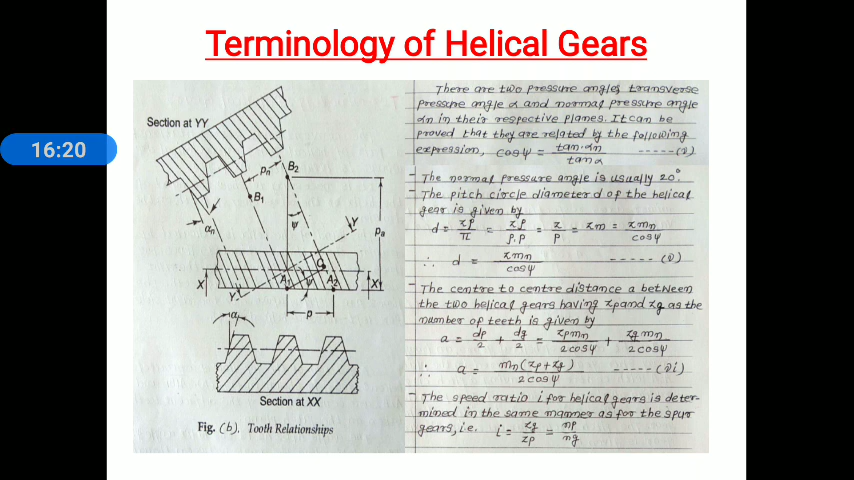 Terminology of Helical Gears
16:20
Section at YY
pn
B2
B1
αn
ψ
Y
pa
C
X
A1
ψ
A2
X
Y
p
α
Section at XX
Fig. (b). Tooth Relationships
There are two pressure angles, transverse
pressure angle α and normal pressure angle
αn in their respective planes. It can be
proved that they are related by the following
expression, cosψ = tan·αn / tanα
- The normal pressure angle is usually 20°.
- The pitch circle diameter d of the helical
gear is given by
d = zp/π = zp/p.p = z/p = zm = zmn/cosψ
∴ d = zmn/cosψ
- The centre to centre distance a between
the two helical gears having zp and zg as the
number of teeth is given by
a = dp/2 + dg/2 = zpmn/2cosψ + zgmn/2cosψ
∴ a = mn(zp+zg)/2cosψ
- The speed ratio i for helical gears is deter-
mined in the same manner as for the spur
gears, i.e. i = zg/zp = np/ng